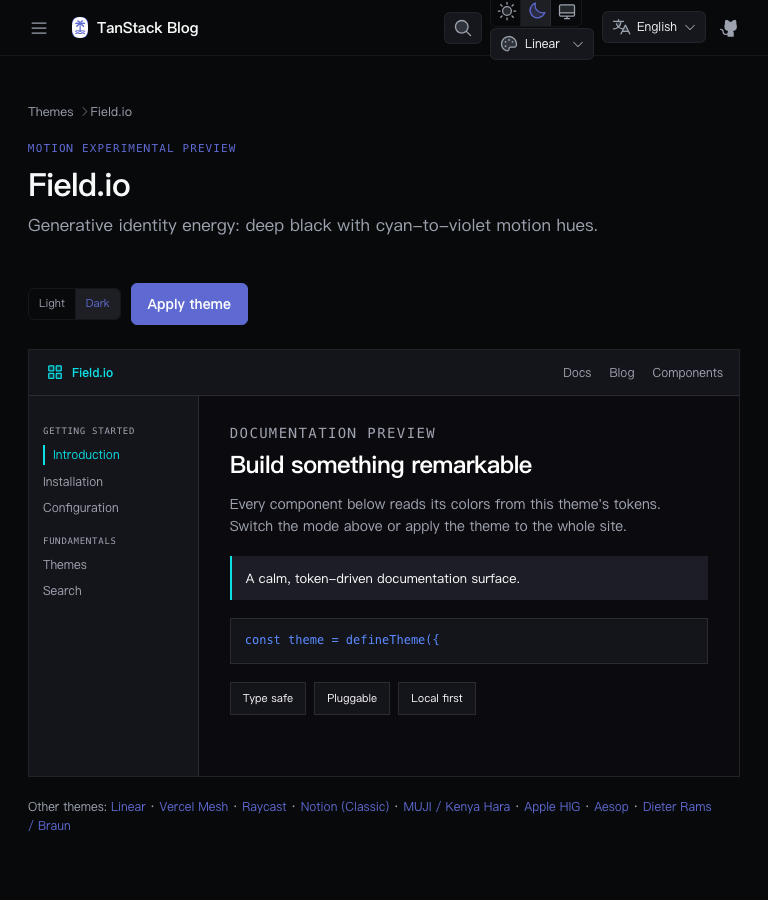 TanStack Blog
Linear
English
Themes
Field.io
MOTION EXPERIMENTAL PREVIEW
Field.io
Generative identity energy: deep black with cyan-to-violet motion hues.
Light
Dark
Apply theme
Field.io
Docs
Blog
Components
GETTING STARTED
Introduction
Installation
Configuration
FUNDAMENTALS
Themes
Search
DOCUMENTATION PREVIEW
Build something remarkable
Every component below reads its colors from this theme's tokens.
Switch the mode above or apply the theme to the whole site.
A calm, token-driven documentation surface.
const theme = defineTheme({
Type safe
Pluggable
Local first
Other themes: Linear · Vercel Mesh · Raycast · Notion (Classic) · MUJI / Kenya Hara · Apple HIG · Aesop · Dieter Rams
/ Braun